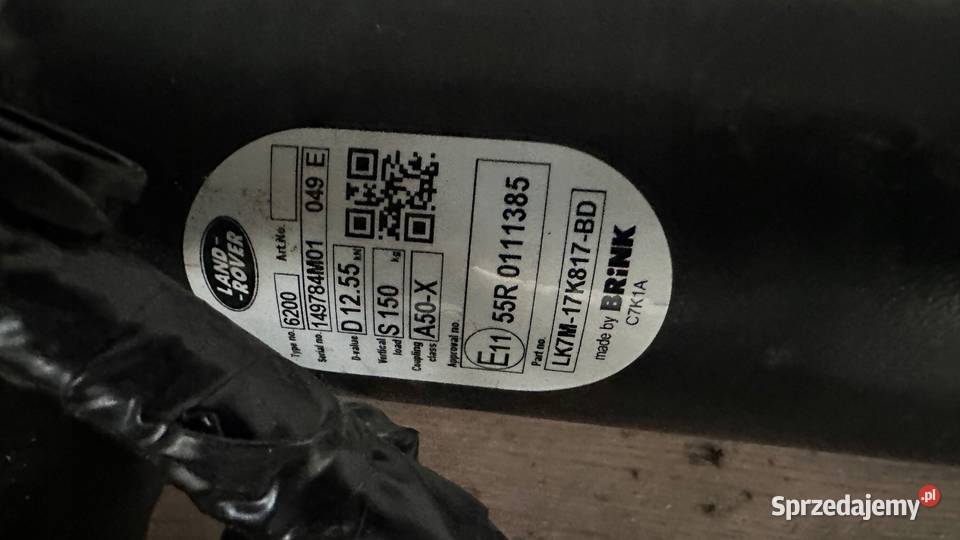 LAND-
-ROVER
Type no. 6200 Art.No.
Serial no. 149784M01 049 E
D-value D 12.55 kN
Vertical load S 150 kg
Coupling class A50-X
Approval no. E11 55R 0111385
Part no. LK7M-17K817-BD
made by BRiNK
C7K1A
Sprzedajemy.pl